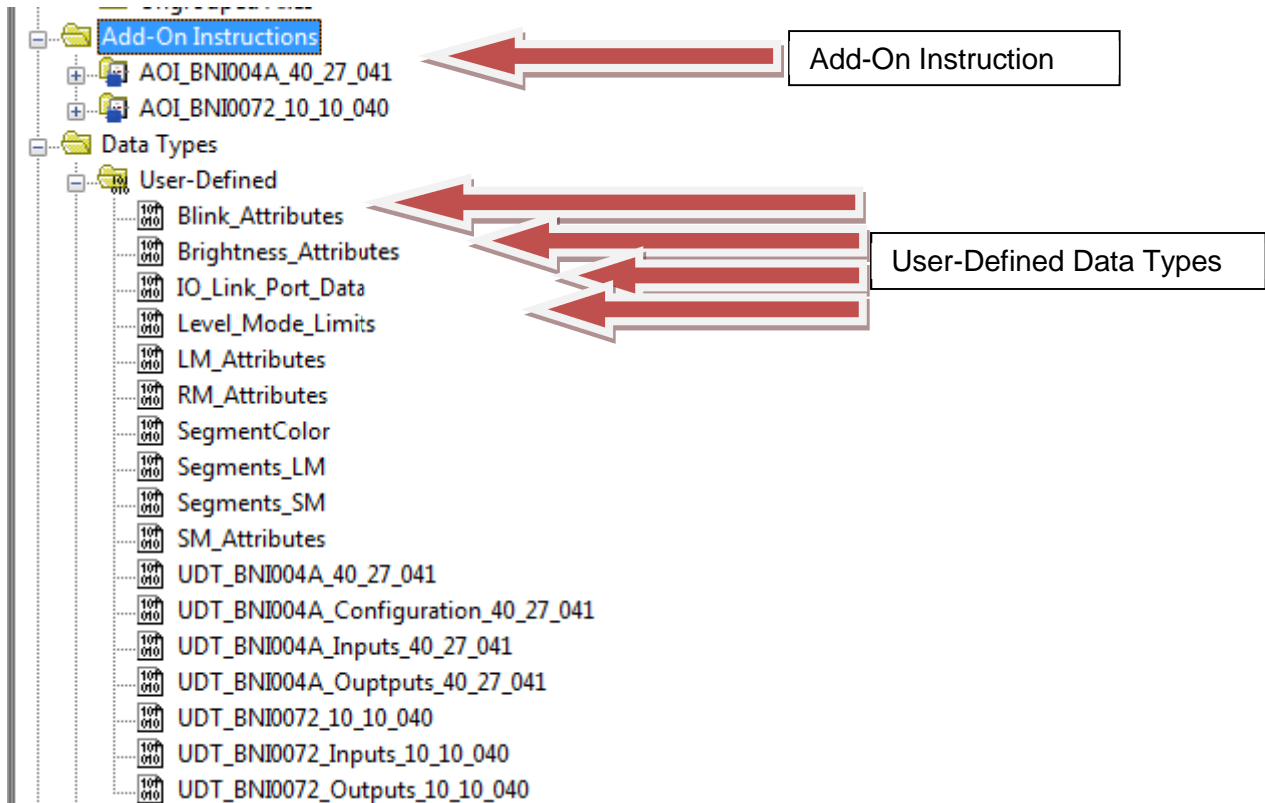 Add-On Instructions
Add-On Instruction
AOI_BNI004A_40_27_041
AOI_BNI0072_10_10_040
Data Types
User-Defined
Blink_Attributes
Brightness_Attributes
User-Defined Data Types
IO_Link_Port_Data
Level_Mode_Limits
LM_Attributes
RM_Attributes
SegmentColor
Segments_LM
Segments_SM
SM_Attributes
UDT_BNI004A_40_27_041
UDT_BNI004A_Configuration_40_27_041
UDT_BNI004A_Inputs_40_27_041
UDT_BNI004A_Ouptputs_40_27_041
UDT_BNI0072_10_10_040
UDT_BNI0072_Inputs_10_10_040
UDT_BNI0072_Outputs_10_10_040